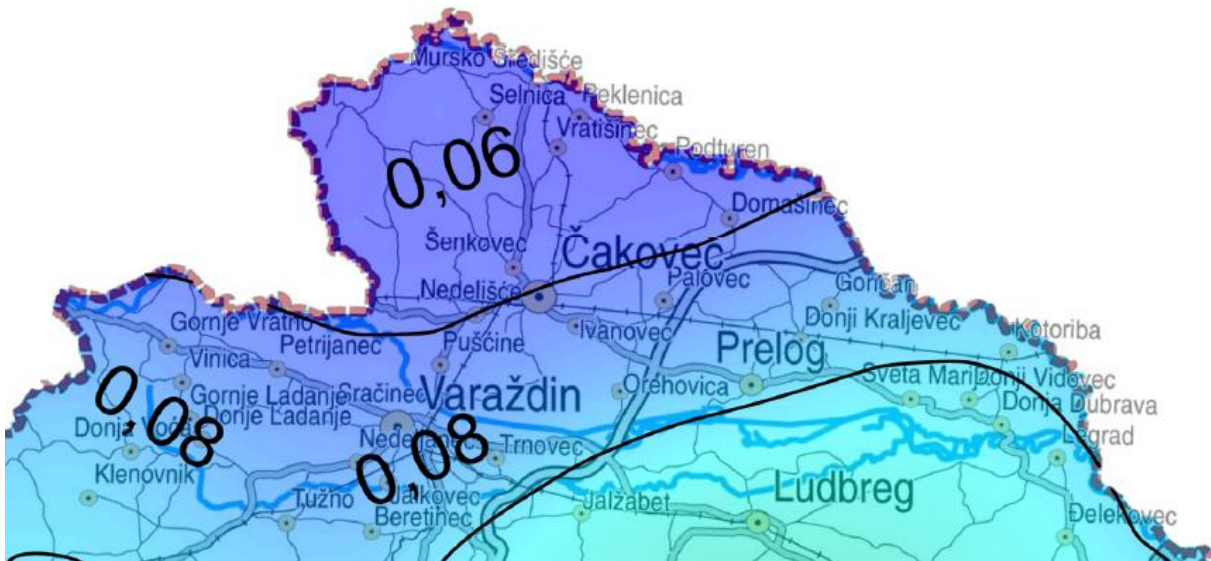 Mursko Središće
Selnica
Peklenica
Vratišinec
Podturen
0,06
Domašinec
Šenkovec
Čakovec
Nedelišće
Palovec
Goričan
Gornje Vratno
Ivanovec
Donji Kraljevec
Kotoriba
Petrijanec
Pušćine
Prelog
Vinica
Sračinec
Varaždin
Orehovica
Sveta Mari
Donji Vidovec
Gornje Ladanje
Donje Ladanje
Donja Dubrava
0,08
Donja Voća
Nedeljanec
0,08
Trnovec
Legrad
Klenovnik
Jalkovec
Ludbreg
Tužno
Beretinec
Jalžabet
Đelekovec